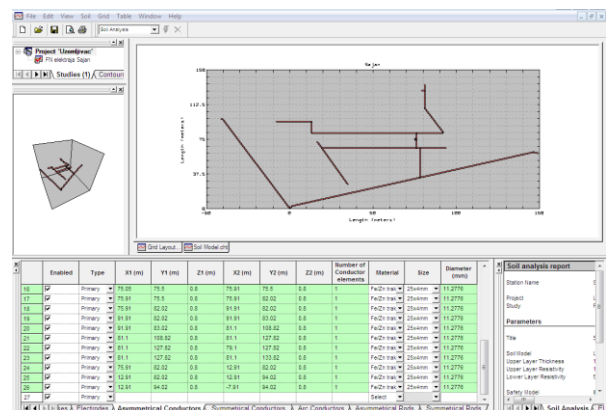 File Edit View Soil Grid Table Window Help
Soil Analysis
Project "Uzemljivac"
FN elektraja Sajan
Studies (1) Contour
Sajan
Length (meters)
150
112.5
75
37.5
0
-50 0 50 100 150
Length (meters)
Grid Layout... Soil Model.cht
Enabled Type X1 (m) Y1 (m) Z1 (m) X2 (m) Y2 (m) Z2 (m) Number of Conductor elements Material Size Diameter (mm)
16 Primary 75.5 0.8 75.91 75.5 0.8 1 Fe/Zn trak 25x4mm 11.2776
17 Primary 75.91 75.5 0.8 75.91 82.02 0.8 1 Fe/Zn trak 25x4mm 11.2776
18 Primary 75.91 82.02 0.8 91.91 82.02 0.8 1 Fe/Zn trak 25x4mm 11.2776
19 Primary 91.91 82.02 0.8 91.91 83.02 0.8 1 Fe/Zn trak 25x4mm 11.2776
20 Primary 91.91 83.02 0.8 81.1 108.82 0.8 1 Fe/Zn trak 25x4mm 11.2776
21 Primary 81.1 108.82 0.8 81.1 127.82 0.8 1 Fe/Zn trak 25x4mm 11.2776
22 Primary 81.1 127.82 0.8 79.1 127.82 0.8 1 Fe/Zn trak 25x4mm 11.2776
23 Primary 81.1 127.82 0.8 81.1 133.82 0.8 1 Fe/Zn trak 25x4mm 11.2776
24 Primary 75.91 82.02 0.8 12.91 82.02 0.8 1 Fe/Zn trak 25x4mm 11.2776
25 Primary 12.91 82.02 0.8 12.91 94.02 0.8 1 Fe/Zn trak 25x4mm 11.2776
26 Primary 12.91 94.02 0.8 -7.91 94.02 0.8 1 Fe/Zn trak 25x4mm 11.2776
27 Primary Select
Electrodes Asymmetrical Conductors Symmetrical Conductors Arc Conductors Asymmetrical Rods Symmetrical Rods
Soil analysis report
Station Name
Project
Study
Parameters
Title
Soil Model
Upper Layer Thickness
Upper Layer Resistivity
Lower Layer Resistivity
Safety Model
Soil Analysis